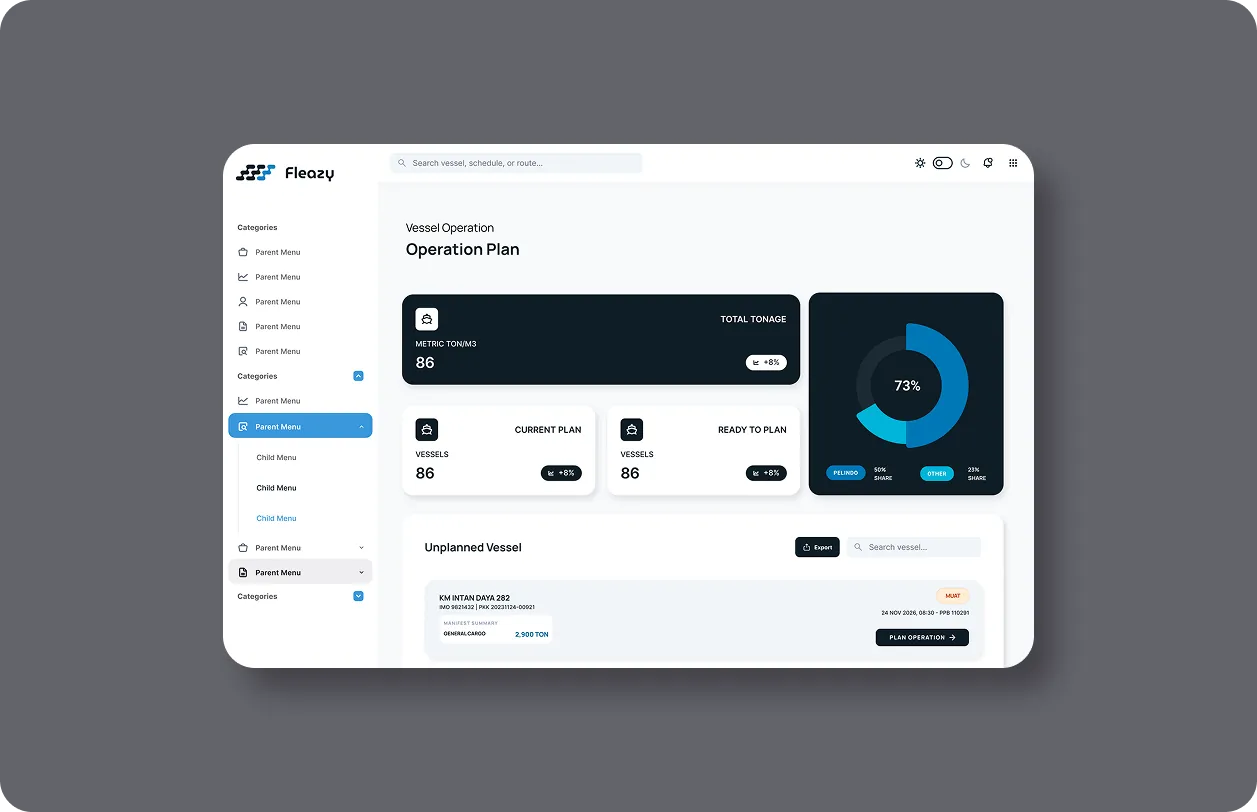 Fleazy
Search vessel, schedule, or route...
Categories
Parent Menu
Parent Menu
Parent Menu
Parent Menu
Parent Menu
Categories
Parent Menu
Parent Menu
Child Menu
Child Menu
Child Menu
Parent Menu
Parent Menu
Categories
Vessel Operation
Operation Plan
TOTAL TONAGE
METRIC TON/M3
86
+8%
CURRENT PLAN
VESSELS
86
+8%
READY TO PLAN
VESSELS
86
+8%
73%
PELINDO
50%
SHARE
OTHER
23%
SHARE
Unplanned Vessel
Export
Search vessel...
KM INTAN DAYA 282
IMO 9821432 | PKK 20231124-00921
MANIFEST SUMMARY
GENERAL CARGO
2,900 TON
MUAT
24 NOV 2026, 08:30 - PPB 110291
PLAN OPERATION